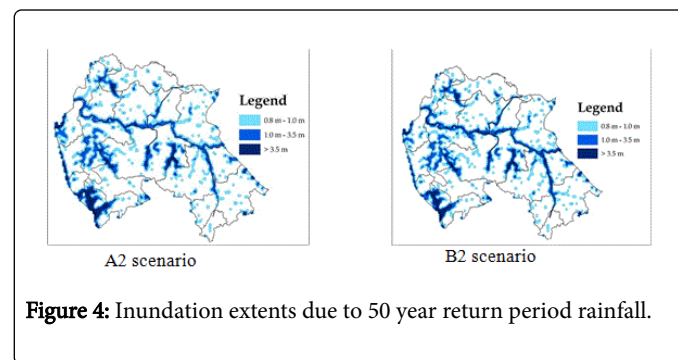 Legend
0.8 m - 1.0 m
1.0 m - 3.5 m
> 3.5 m
Legend
0.8 m - 1.0 m
1.0 m - 3.5 m
> 3.5 m
A2 scenario
B2 scenario
Figure 4: Inundation extents due to 50 year return period rainfall.